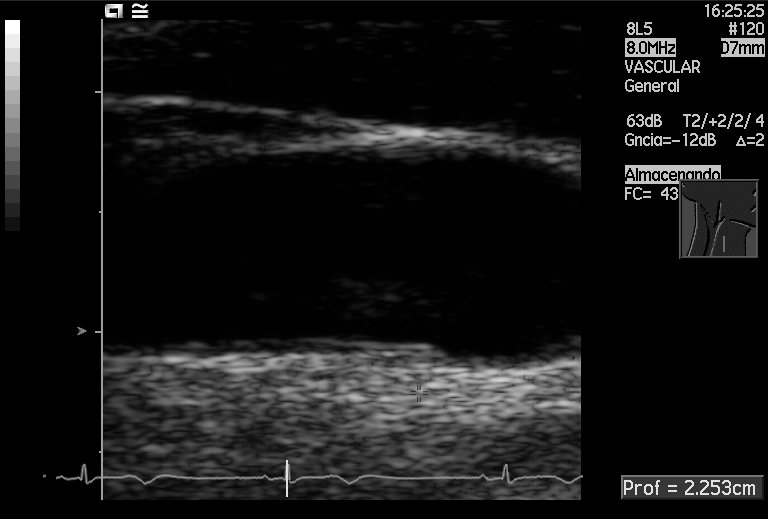 16:25:25
8L5 #120
8.0MHz 07mm
VASCULAR
General
63dB T2/+2/2/ 4
Gncia=-12dB Δ=2
Almacenando
FC= 43
Prof = 2.253cm